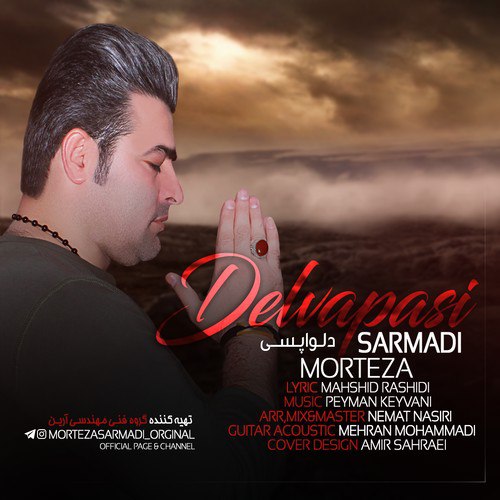 Delvapasi
دلواپسی SARMADI
MORTEZA
LYRIC MAHSHID RASHIDI
MUSIC PEYMAN KEYVANI
ARR,MIX&MASTER NEMAT NASIRI
GUITAR ACOUSTIC MEHRAN MOHAMMADI
COVER DESIGN AMIR SAHRAEI
تهیه کننده گروه فنی مهندسی آرین
MORTEZASARMADI_ORGINAL
OFFICIAL PAGE & CHANNEL